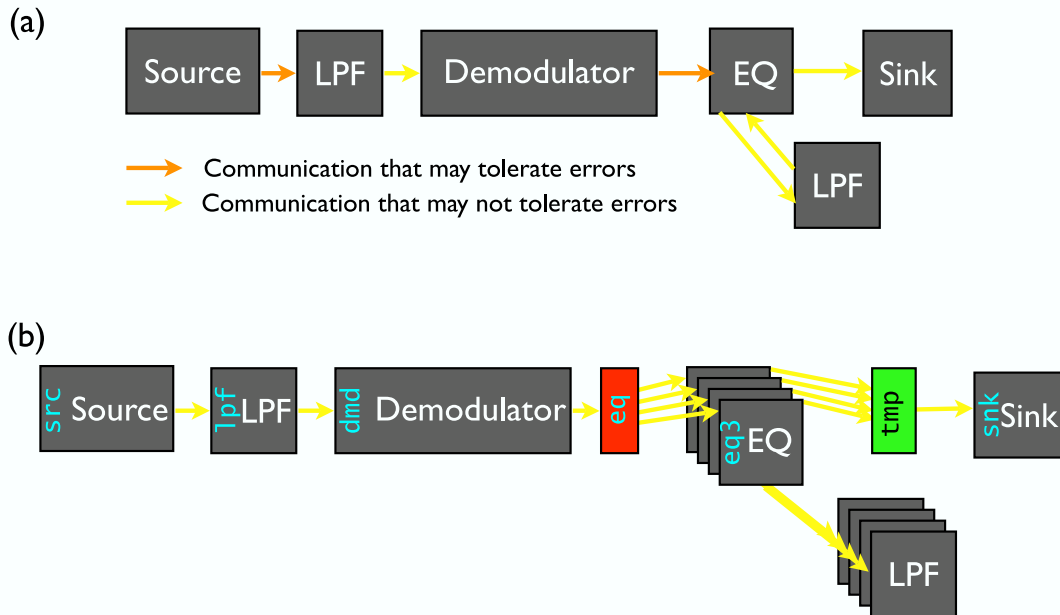 (a)
Source
LPF
Demodulator
EQ
Sink
LPF
Communication that may tolerate errors
Communication that may not tolerate errors
(b)
src
Source
lpf
LPF
dmd
Demodulator
eq
eq3
EQ
tmp
snk
Sink
LPF